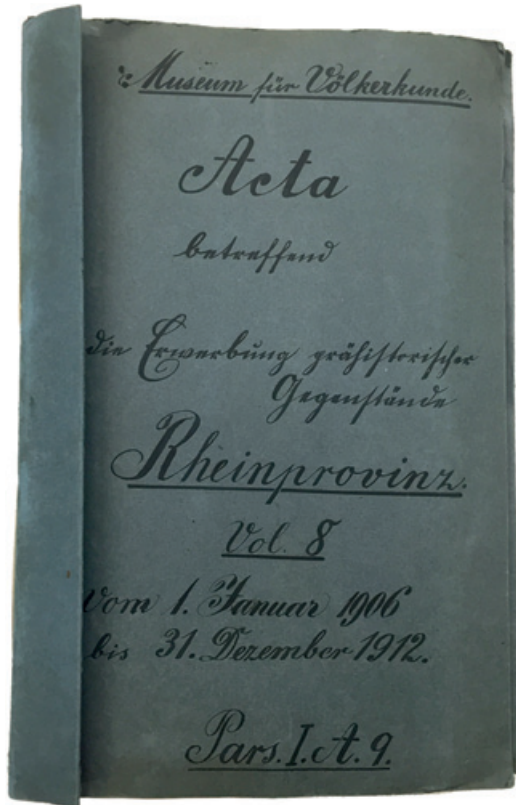 Museum für Völkerkunde.
Acta
betreffend
die Erwerbung prähistorischer
Gegenstände
Rheinprovinz.
Vol. 8
vom 1. Januar 1906
bis 31. Dezember 1912.
Pars. I. A. 9.